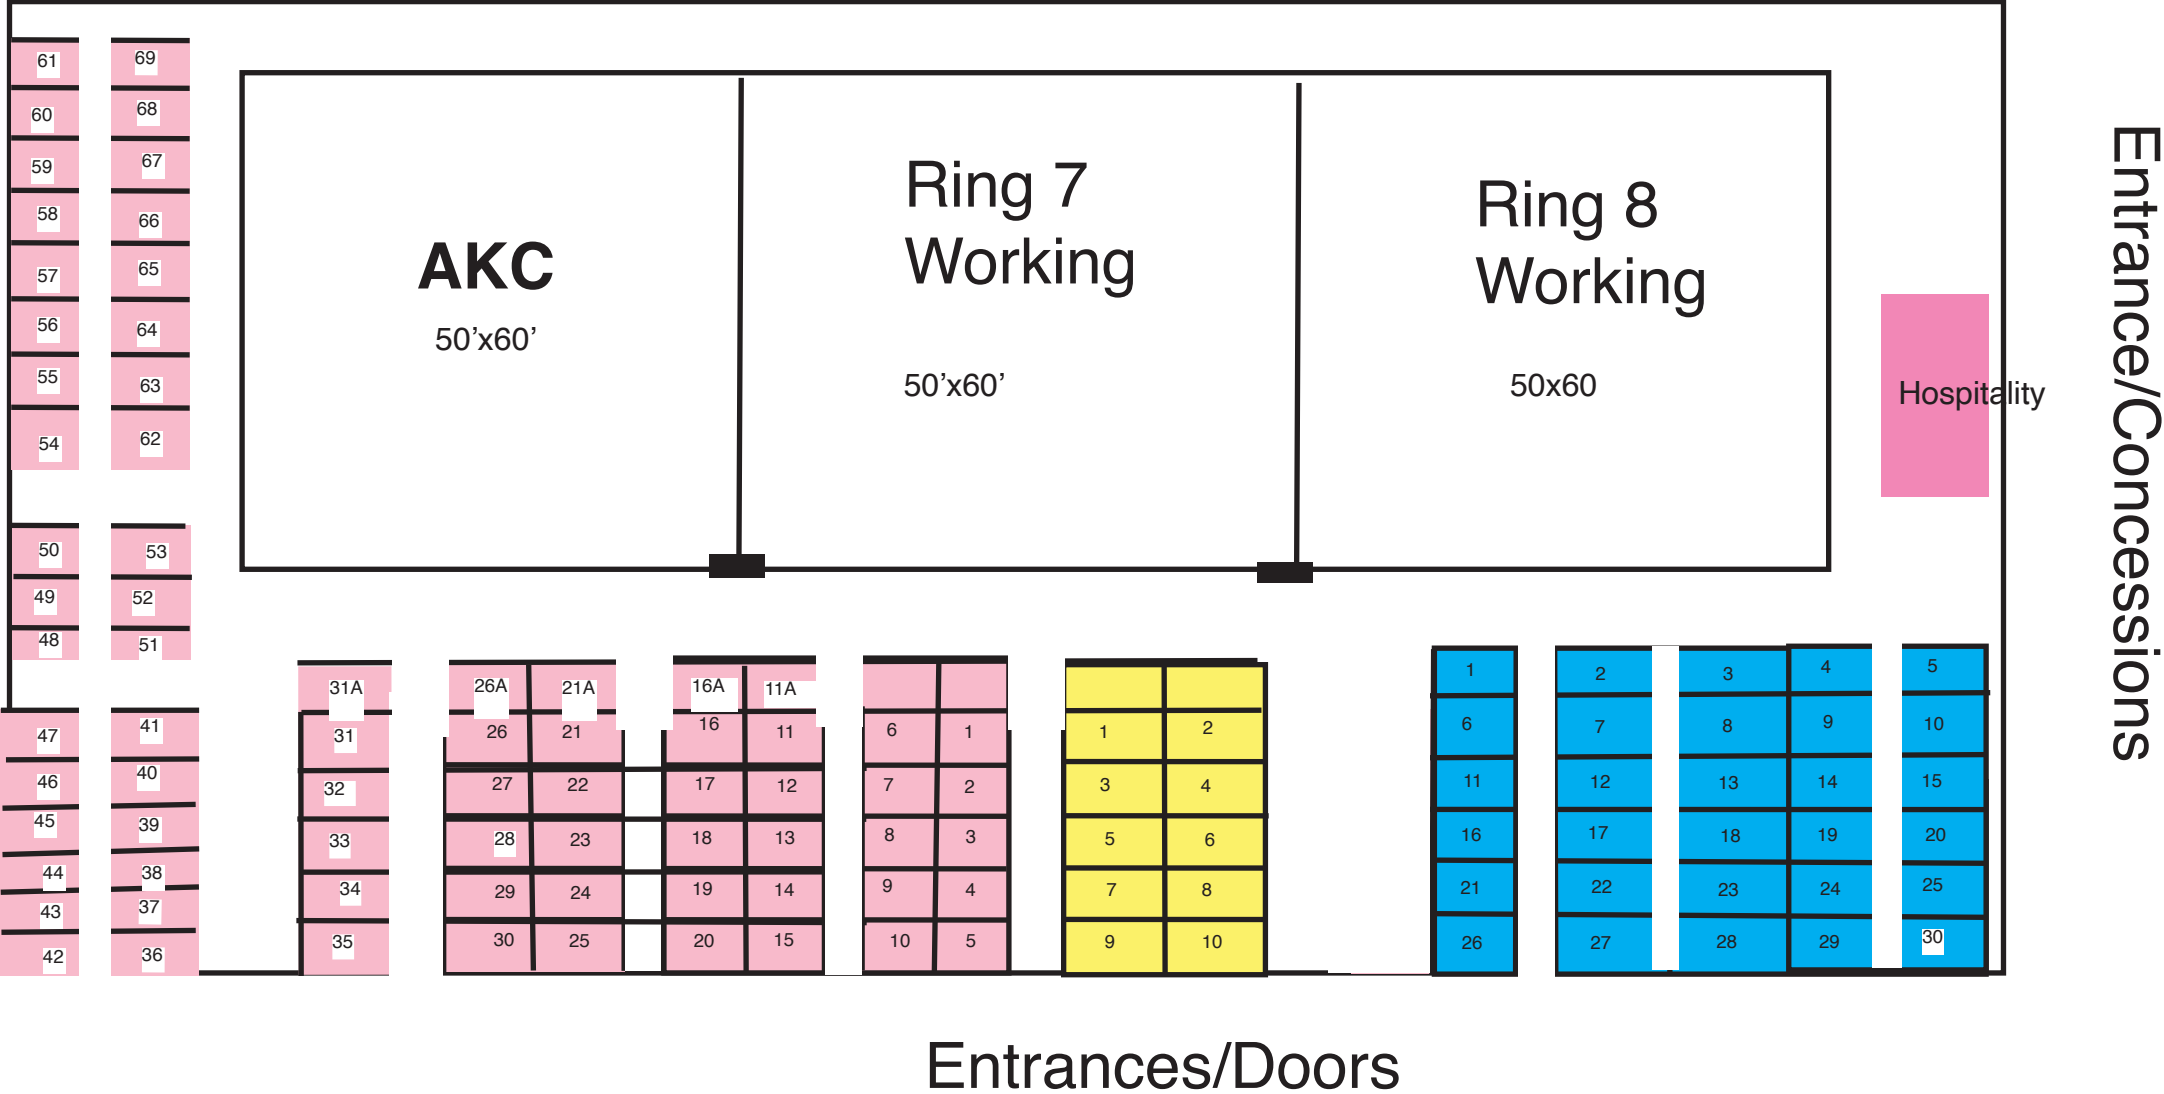 61
69
60
68
59
67
58
66
57
65
56
64
55
63
54
62
50
53
49
52
48
51
47
41
46
40
45
39
44
38
43
37
42
36
AKC
50’x60’
Ring 7
Working
50’x60’
Ring 8
Working
50x60
Hospitality
Entrance/Concessions
31A
31
32
33
34
35
26A 21A
26 21
27 22
28 23
29 24
30 25
16A 11A
16 11
17 12
18 13
19 14
20 15
6 1
7 2
8 3
9 4
10 5
1 2
3 4
5 6
7 8
9 10
1 2 3 4 5
6 7 8 9 10
11 12 13 14 15
16 17 18 19 20
21 22 23 24 25
26 27 28 29 30
Entrances/Doors